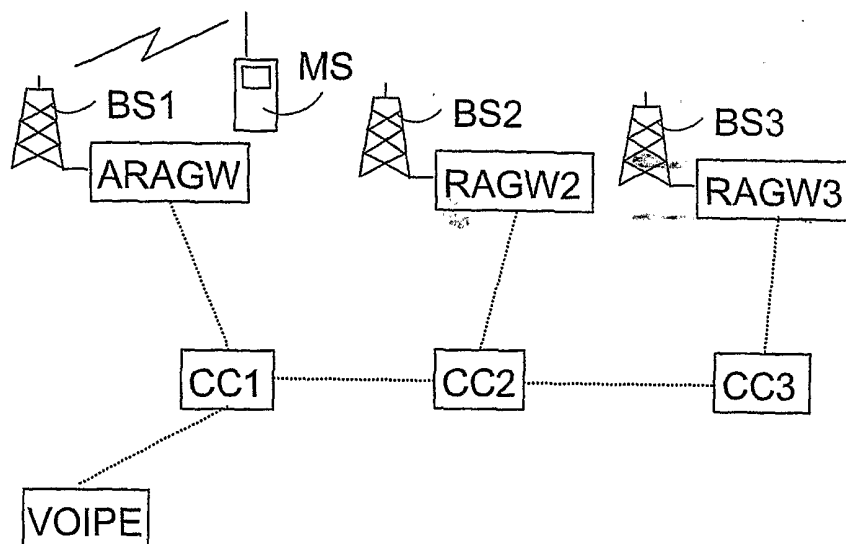 MS
BS1
BS2
BS3
ARAGW
RAGW2
RAGW3
CC1
CC2
CC3
VOIPE